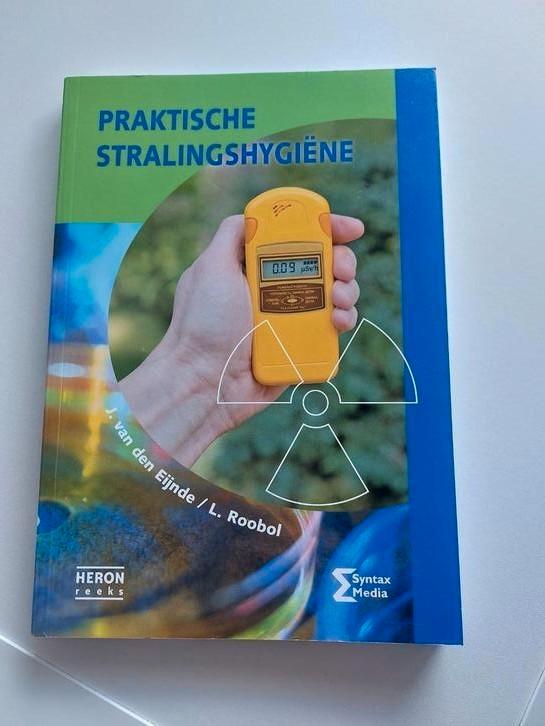 PRAKTISCHE
STRALINGSHYGIËNE
0.09 µSv/h
J. van den Eijnde / L. Roobol
HERON
reeks
Syntax
Media